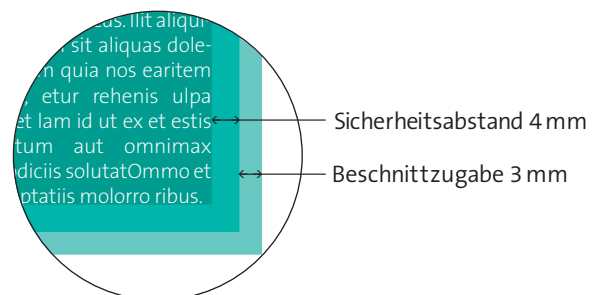 us. Ilit aliqui-
sit aliquas dole-
quia nos earitem
etur rehenis ulpa
et lam id ut ex et estis
tum aut omnimax
diciis solutatOmmo et
ptatiis molorro ribus.
Sicherheitsabstand 4 mm
Beschnittzugabe 3 mm